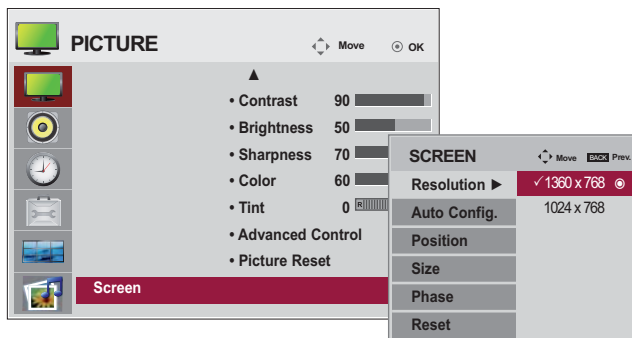 PICTURE
Move
OK
• Contrast 90
• Brightness 50
• Sharpness 70
• Color 60
• Tint 0 R
• Advanced Control
• Picture Reset
Screen
SCREEN
Move BACK Prev.
Resolution ► ✓1360 x 768
1024 x 768
Auto Config.
Position
Size
Phase
Reset